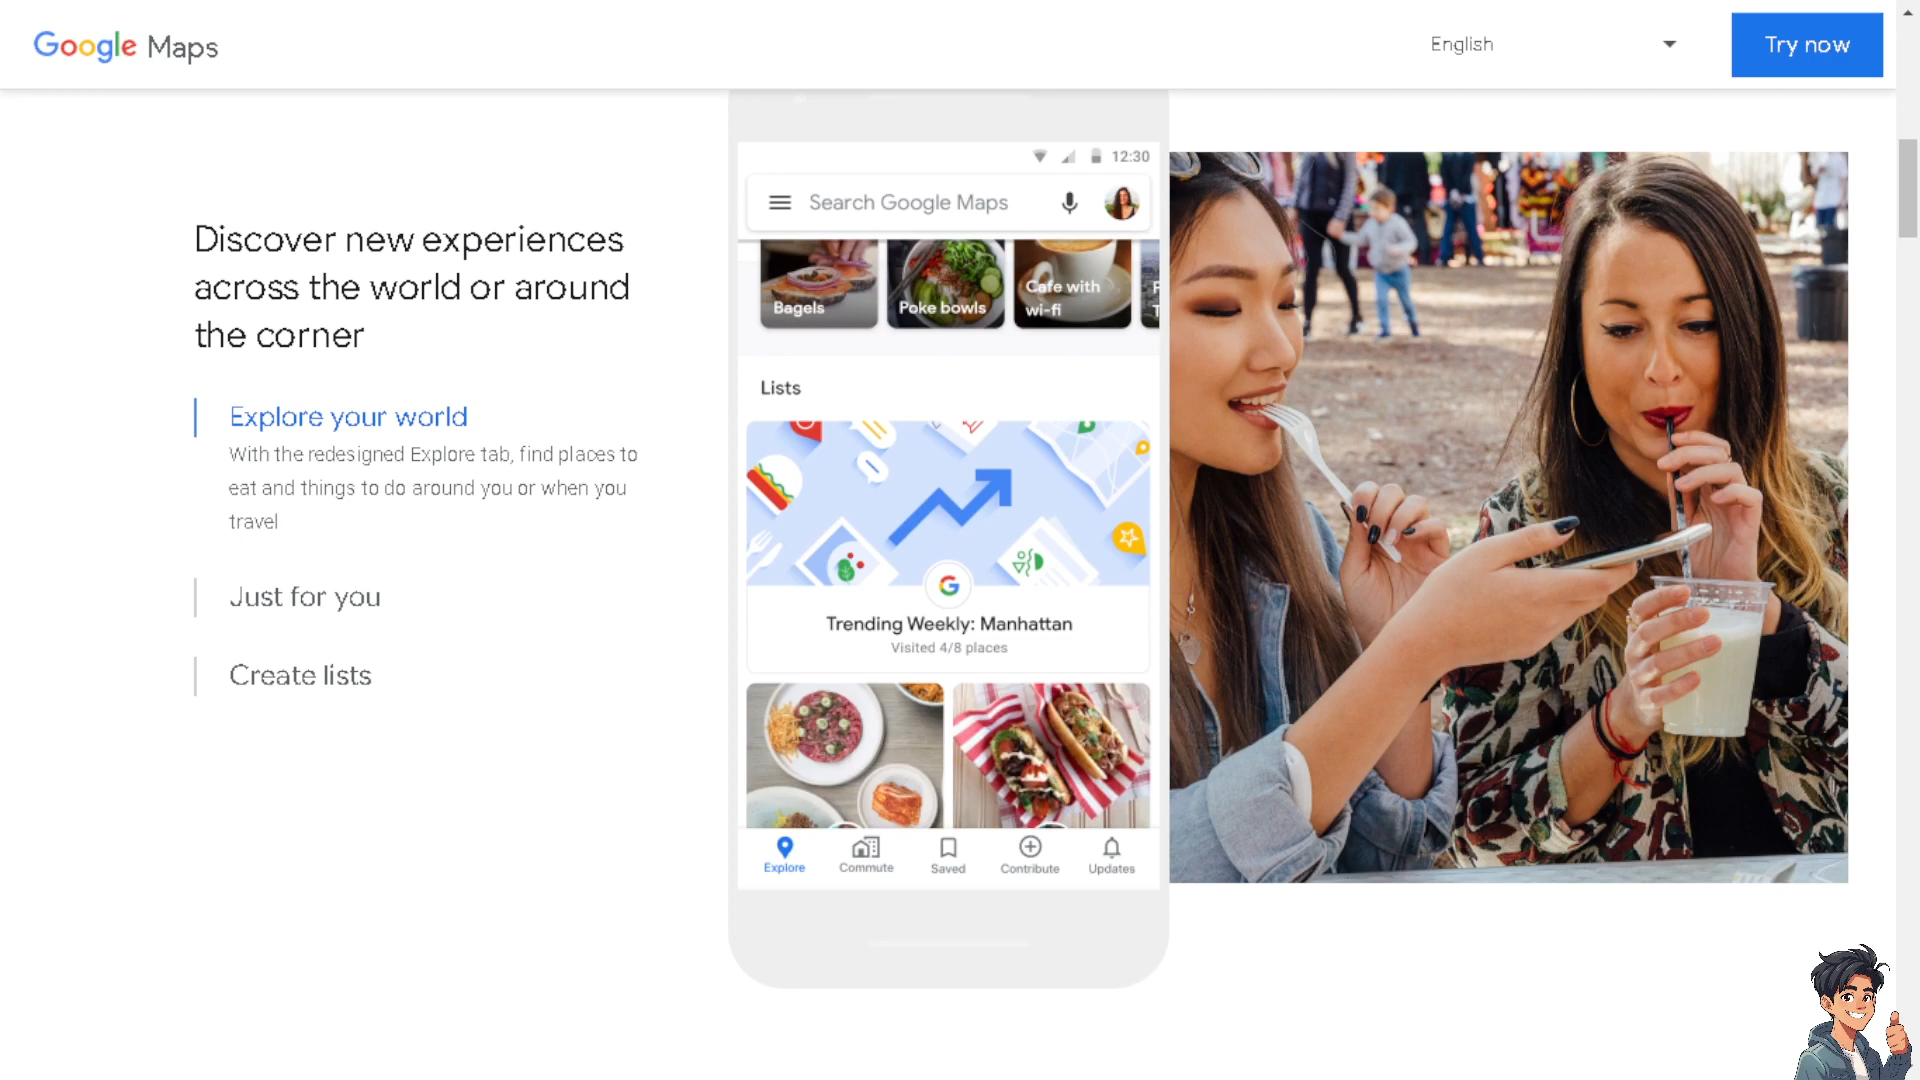 Google Maps
English
Try now
Discover new experiences
across the world or around
the corner
Explore your world
With the redesigned Explore tab, find places to
eat and things to do around you or when you
travel
Just for you
Create lists
12:30
Search Google Maps
Bagels
Poke bowls
Cafe with
wi-fi
Lists
Trending Weekly: Manhattan
Visited 4/8 places
Explore
Commute
Saved
Contribute
Updates